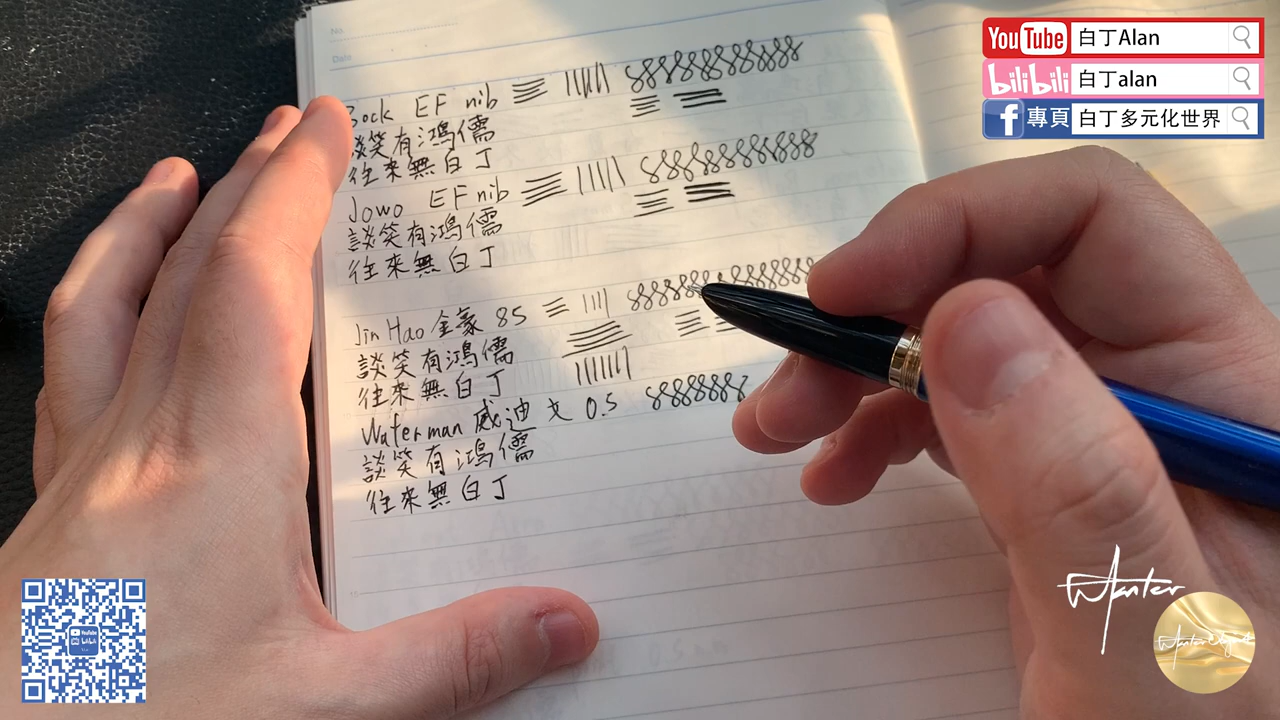 No.
Date
Bock EF nib
談笑有鴻儒
往來無白丁
Jowo EF nib
談笑有鴻儒
往來無白丁
Jin Hao 金豪 85
談笑有鴻儒
往來無白丁
Waterman 威迪文 0.5
談笑有鴻儒
往來無白丁
15
YouTube 白丁Alan
bilibili 白丁alan
f 專頁 白丁多元化世界